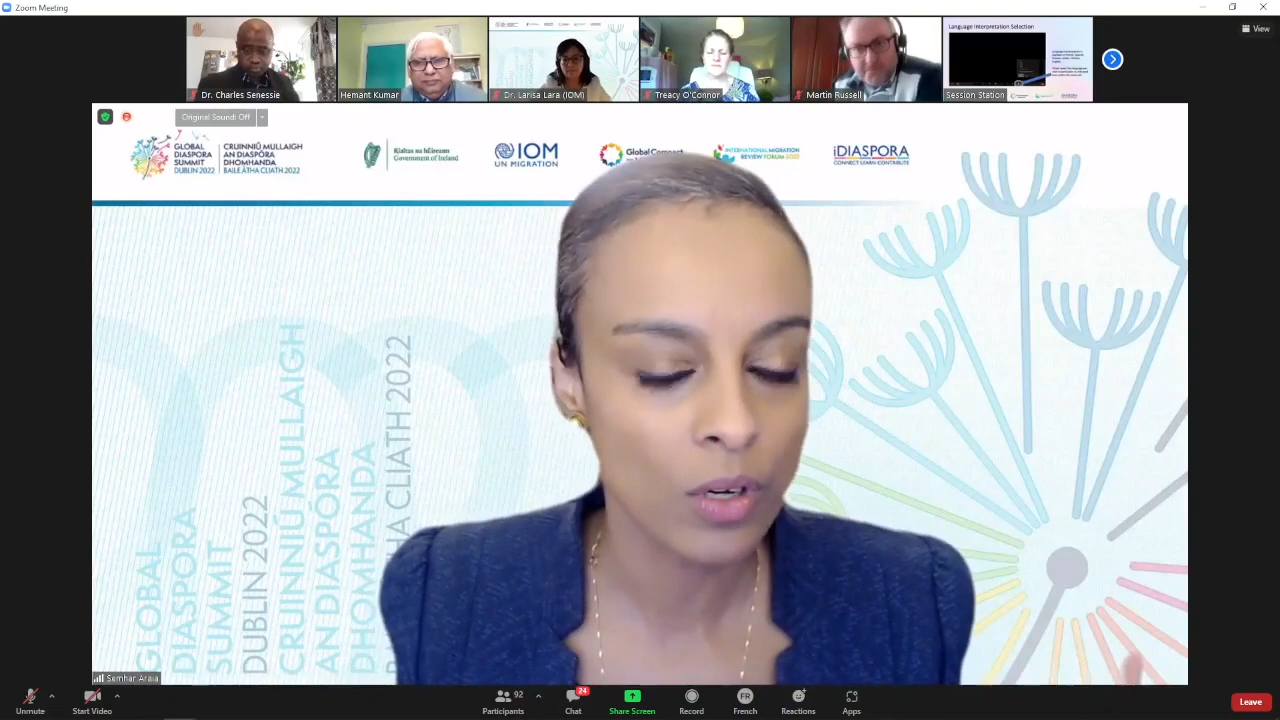 Zoom Meeting
View
Dr. Charles Senessie
Hemant Kumar
Dr. Larisa Lara (IOM)
Treacy O'Connor
Martin Russell
Language Interpretation Selection
Session Station
Original Sound: Off
GLOBAL
DIASPORA
SUMMIT
DUBLIN 2022
CRUINNIÚ MULLAIGH
AN DIASPÓRA
DHOMHANDA
BAILE ÁTHA CLIATH 2022
Rialtas na hÉireann
Government of Ireland
IOM
UN MIGRATION
Global Compact
INTERNATIONAL MIGRATION
REVIEW FORUM 2022
iDIASPORA
CONNECT LEARN CONTRIBUTE
GLOBAL
DIASPORA
SUMMIT
DUBLIN 2022
CRUINNIÚ MULLAIGH
AN DIASPÓRA
DHOMHANDA
CLIATH 2022
Semhar Araia
Unmute
Start Video
92
Participants
24
Chat
Share Screen
Record
FR
French
Reactions
Apps
Leave